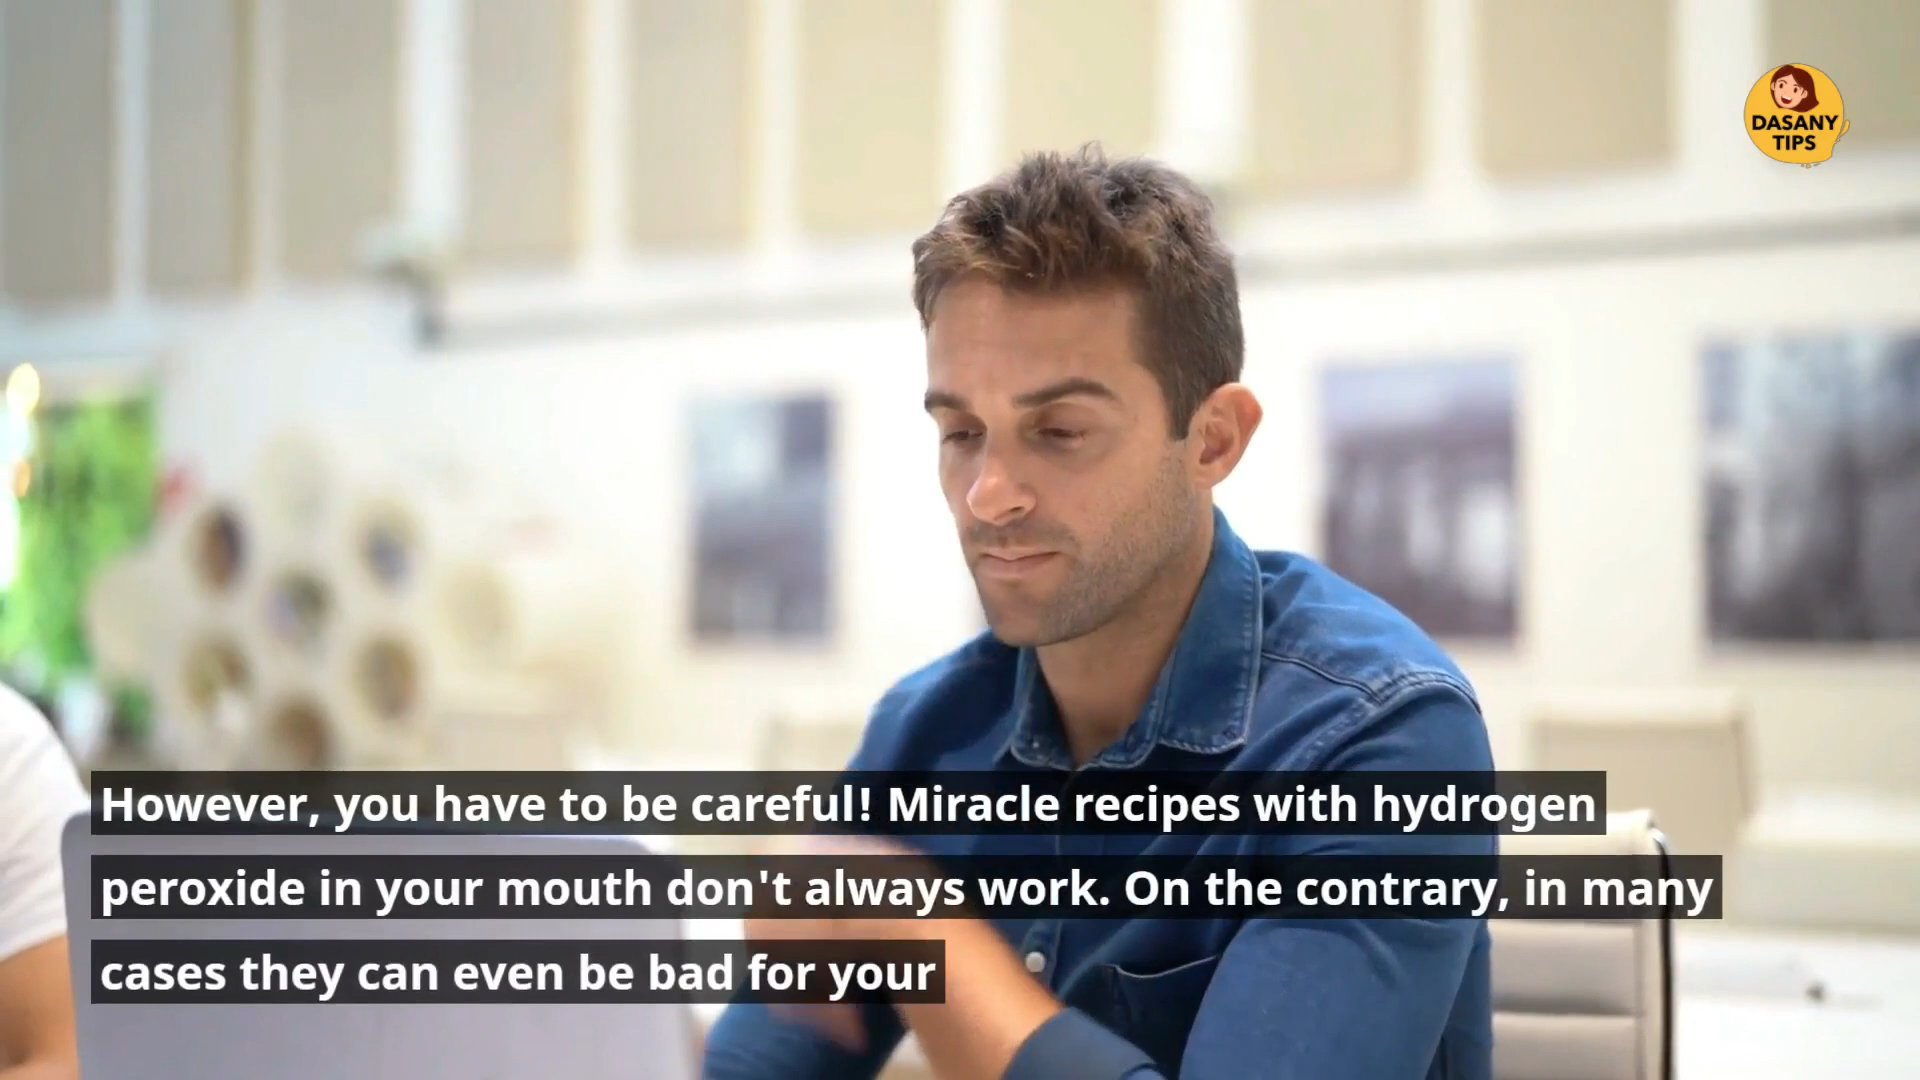 DASANY
TIPS
However, you have to be careful! Miracle recipes with hydrogen
peroxide in your mouth don't always work. On the contrary, in many
cases they can even be bad for your